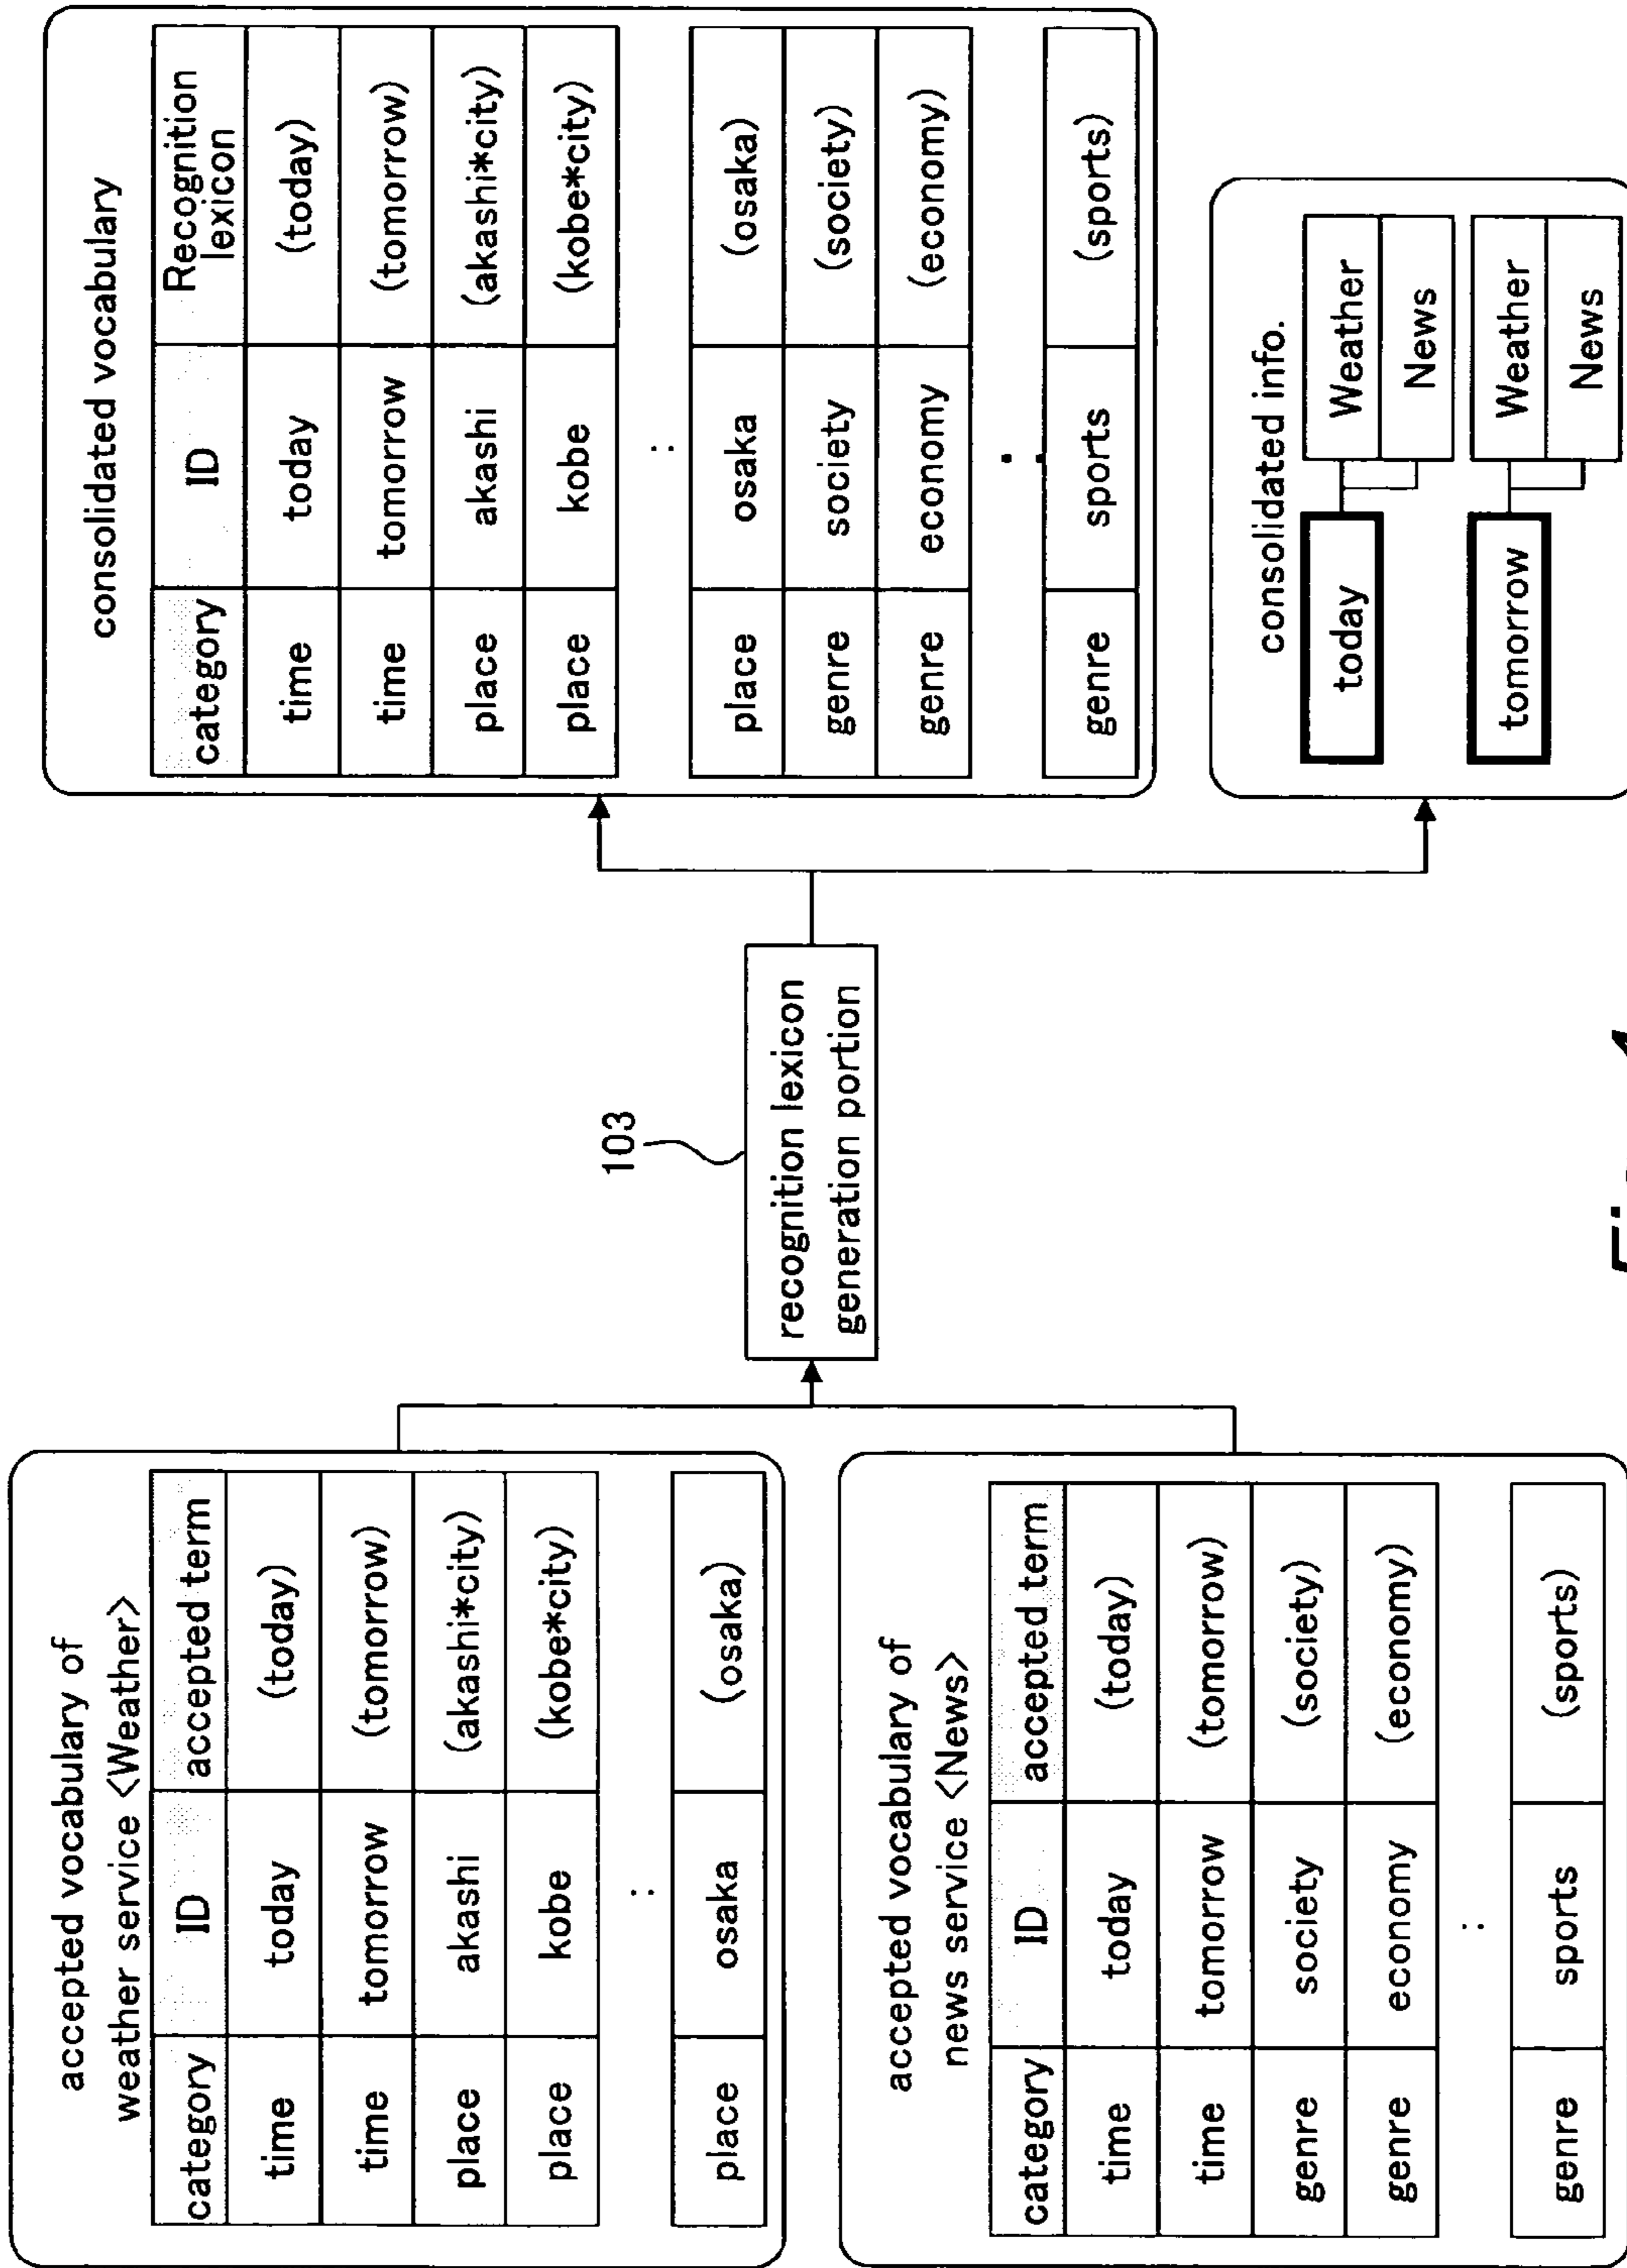 accepted vocabulary of
weather service <Weather>
category ID accepted term
time today (today)
time tomorrow (tomorrow)
place akashi (akashi*city)
place kobe (kobe*city)
:
place osaka (osaka)
accepted vocabulary of
news service <News>
category ID accepted term
time today (today)
time tomorrow (tomorrow)
genre society (society)
genre economy (economy)
:
genre sports (sports)
103
recognition lexicon
generation portion
consolidated vocabulary
category ID Recognition
lexicon
time today (today)
time tomorrow (tomorrow)
place akashi (akashi*city)
place kobe (kobe*city)
:
place osaka (osaka)
genre society (society)
genre economy (economy)
:
genre sports (sports)
consolidated info.
today Weather
News
tomorrow Weather
News